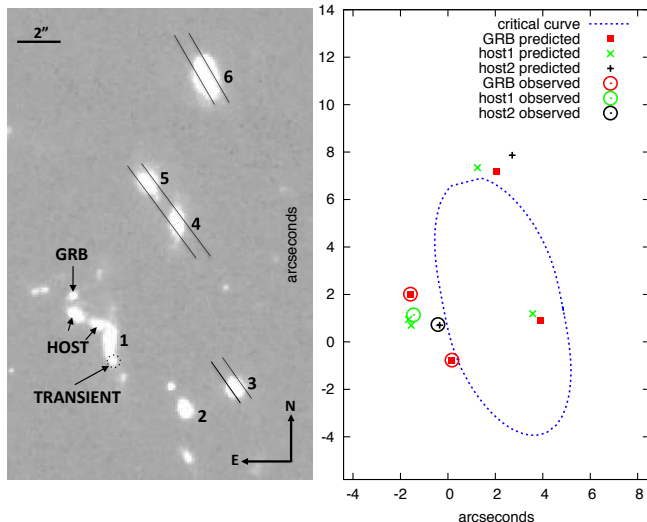 2”
6
5
4
GRB
HOST
1
TRANSIENT
3
2
N
E
14
12
10
8
6
4
2
0
-2
-4
arcseconds
critical curve
GRB predicted
host1 predicted
host2 predicted
GRB observed
host1 observed
host2 observed
-4 -2 0 2 4 6 8
arcseconds